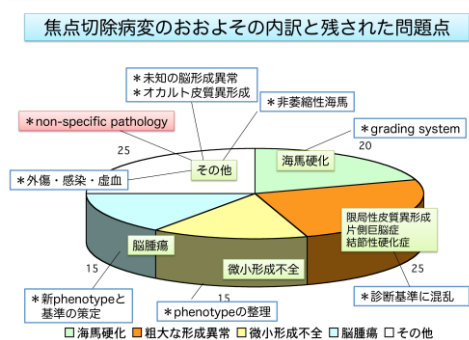 焦点切除病変のおおよその内訳と残された問題点
＊未知の脳形成異常
＊オカルト皮質異形成
＊非萎縮性海馬
＊non-specific pathology
＊grading system
25
20
その他
海馬硬化
＊外傷・感染・虚血
限局性皮質異形成
片側巨脳症
結節性硬化症
脳腫瘍
微小形成不全
15
15
25
＊新phenotypeと
基準の策定
＊phenotypeの整理
＊診断基準に混乱
海馬硬化 粗大な形成異常 微小形成不全 脳腫瘍 その他